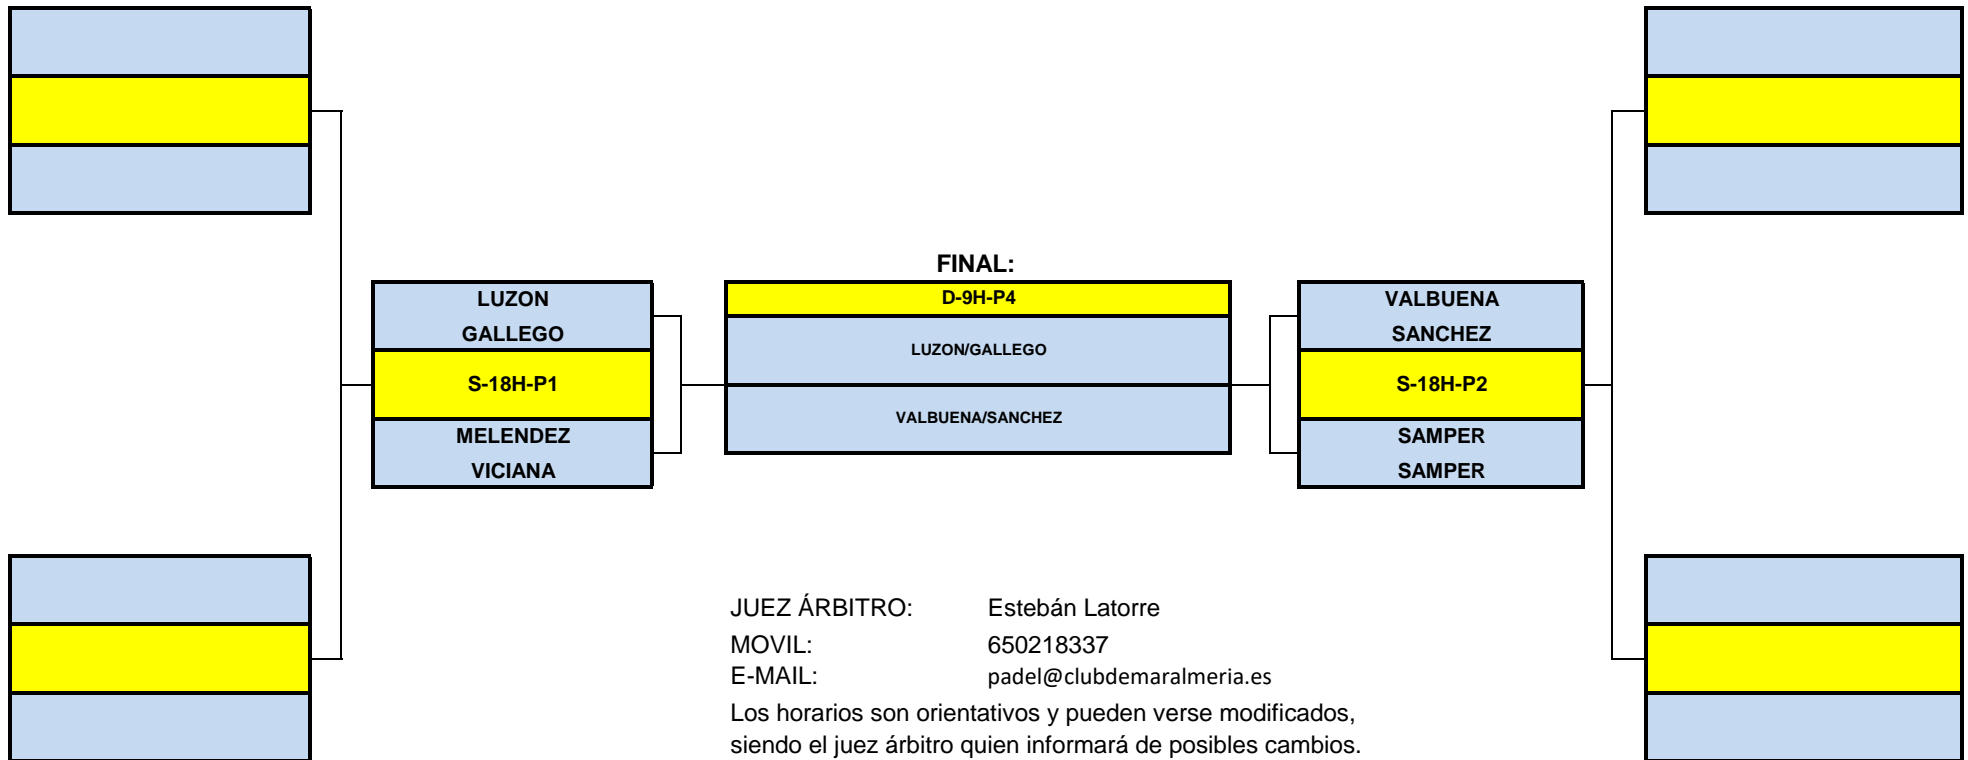 FINAL:
LUZON
GALLEGO
S-18H-P1
MELENDEZ
VICIANA
D-9H-P4
LUZON/GALLEGO
VALBUENA/SANCHEZ
VALBUENA
SANCHEZ
S-18H-P2
SAMPER
SAMPER
JUEZ ÁRBITRO: Estebán Latorre
MOVIL: 650218337
E-MAIL: padel@clubdemaralmeria.es
Los horarios son orientativos y pueden verse modificados,
siendo el juez árbitro quien informará de posibles cambios.